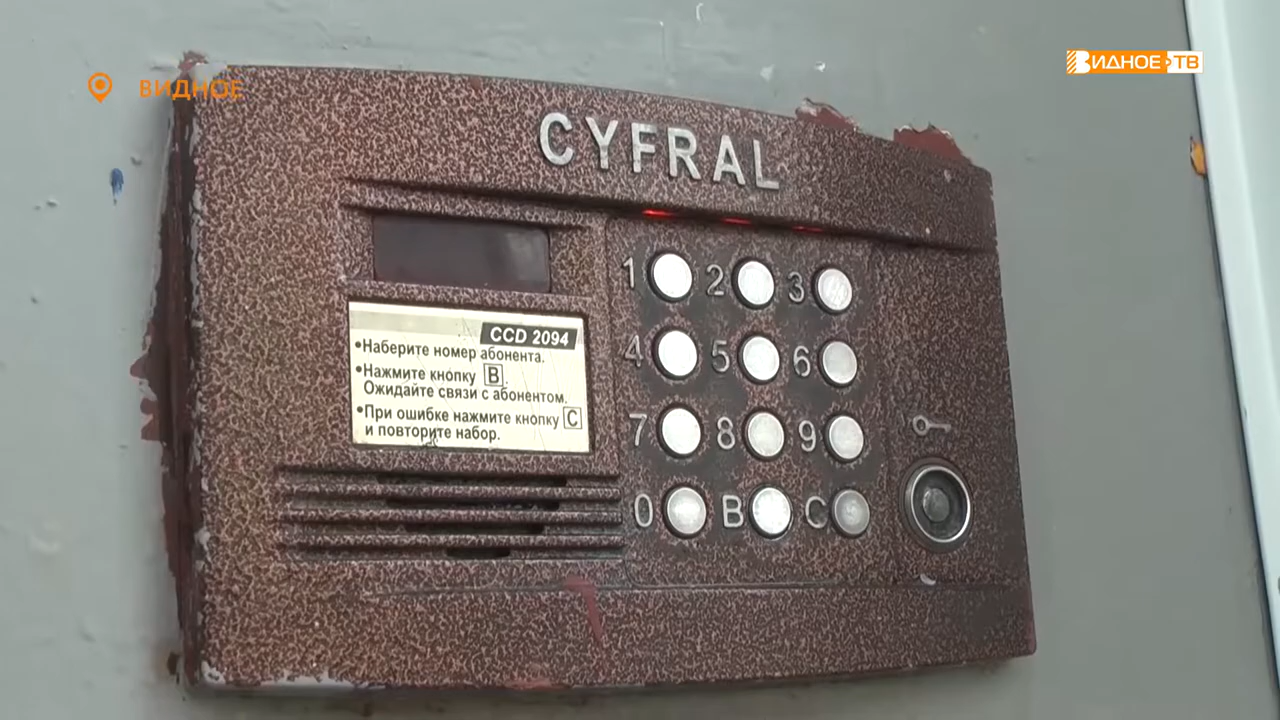 ВИДНОЕ
ВИДНОЕ ТВ
CYFRAL
CCD 2094
•Наберите номер абонента.
•Нажмите кнопку B.
Ожидайте связи с абонентом.
•При ошибке нажмите кнопку C
и повторите набор.
1 2 3
4 5 6
7 8 9
0 B C